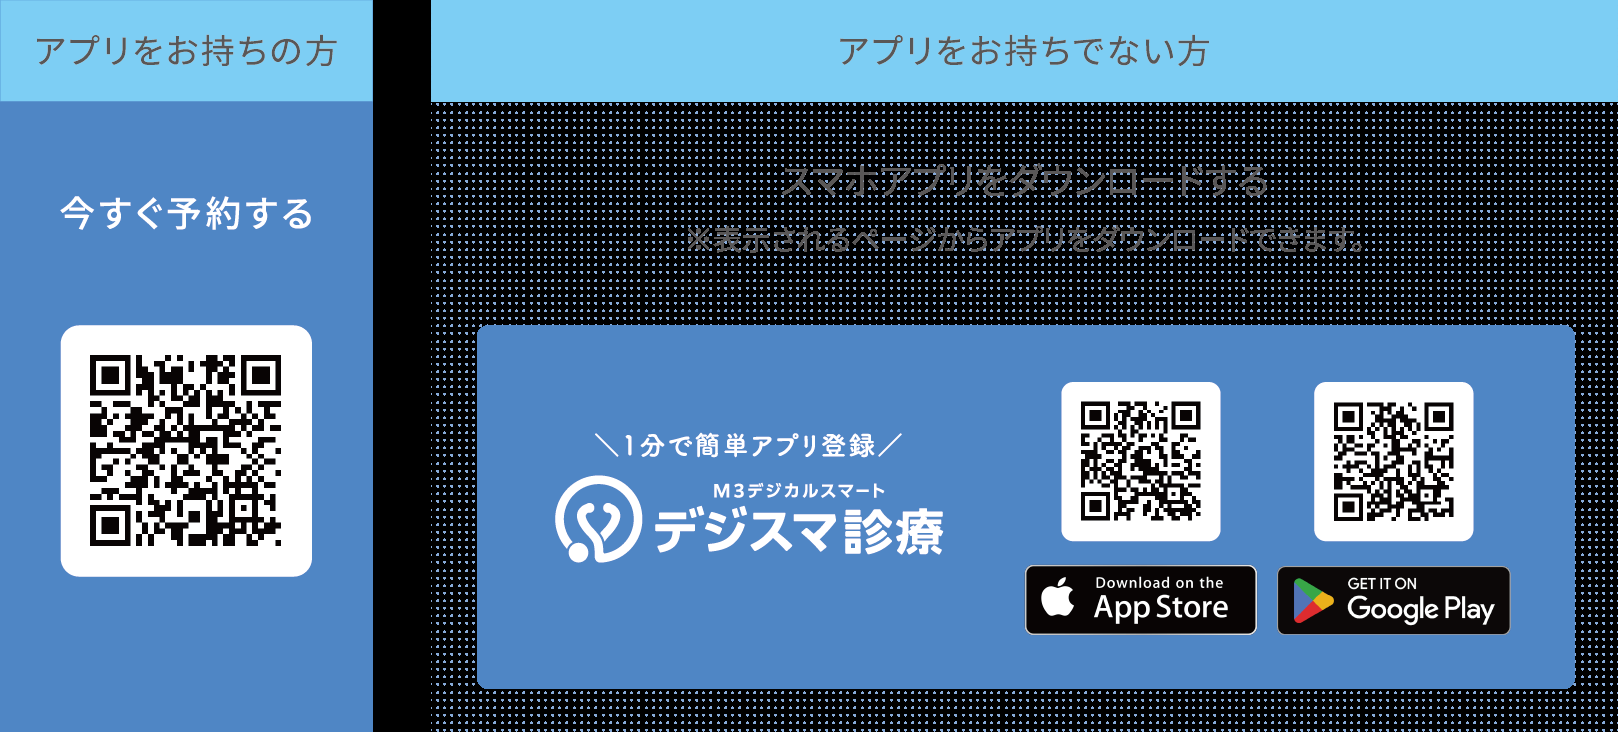 アプリをお持ちの方
今すぐ予約する
アプリをお持ちでない方
スマホアプリをダウンロードする
※表示されるページからアプリをダウンロードできます。
＼1分で簡単アプリ登録／
M3デジカルスマート
デジスマ診療
Download on the
App Store
GET IT ON
Google Play